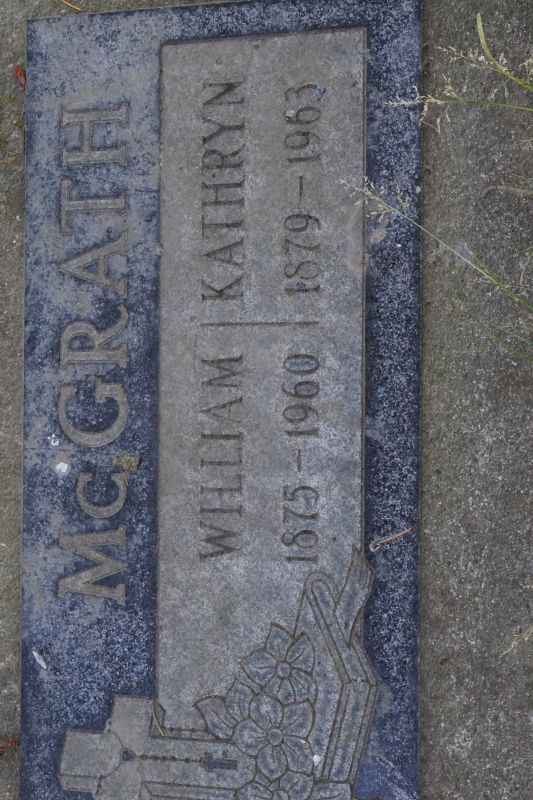 McGRATH
WILLIAM | KATHRYN
1875–1960 | 1879–1963